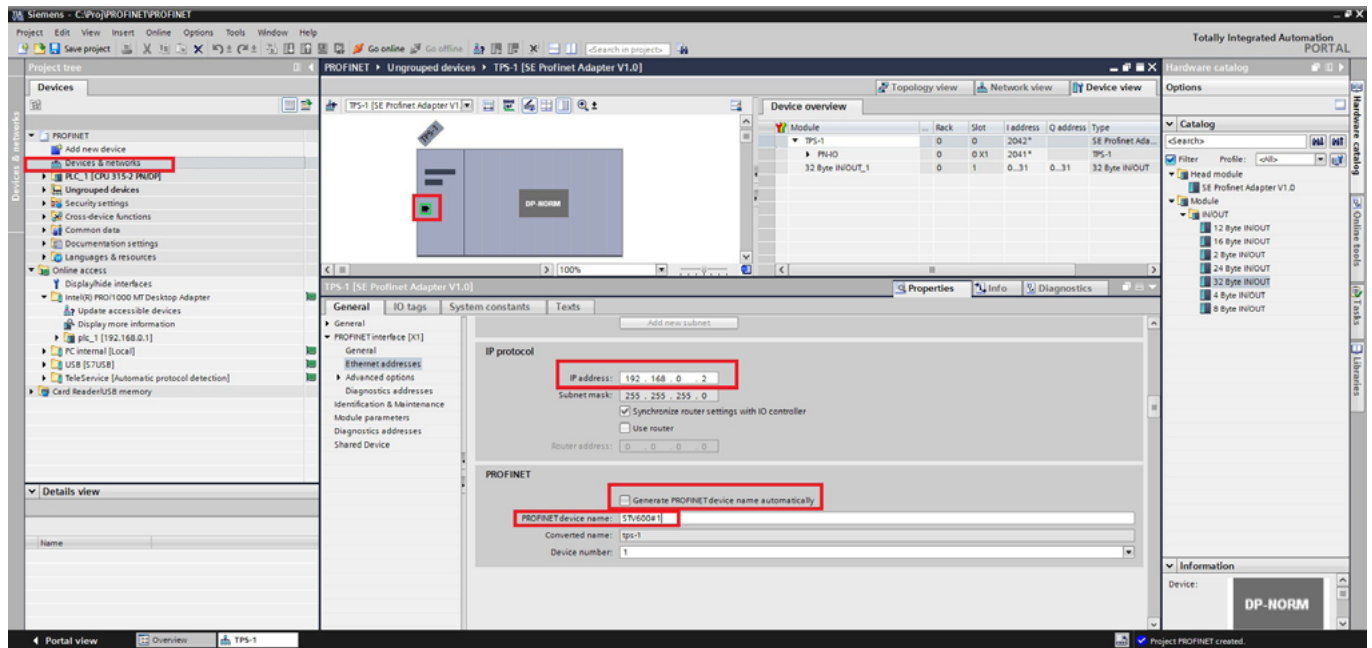 Siemens - C:\Proj\PROFINET\PROFINET
Project Edit View Insert Online Options Tools Window Help
Save project Go online Go offline <Search in project>
Totally Integrated Automation
PORTAL
Project tree
Devices
PROFINET
Add new device
Devices & networks
PLC_1 [CPU 315-2 PN/DP]
Ungrouped devices
Security settings
Cross-device functions
Common data
Documentation settings
Languages & resources
Online access
Display/hide interfaces
Intel(R) PRO/1000 MT Desktop Adapter
Update accessible devices
Display more information
plc_1 [192.168.0.1]
PC internal [Local]
USB [S7USB]
TeleService [Automatic protocol detection]
Card Reader/USB memory
Details view
Name
Devices & networks
PROFINET Ungrouped devices TPS-1 [SE Profinet Adapter V1.0]
Topology view Network view Device view
TPS-1 [SE Profinet Adapter V1.
TPS-1
DP-NORM
100%
Device overview
Module ... Rack Slot I address Q address Type
TPS-1 0 0 2042* SE Profinet Ada...
PN-IO 0 0 X1 2041* TPS-1
32 Byte IN/OUT_1 0 1 0...31 0...31 32 Byte IN/OUT
TPS-1 [SE Profinet Adapter V1.0]
Properties Info Diagnostics
General IO tags System constants Texts
General
PROFINET interface [X1]
General
Ethernet addresses
Advanced options
Diagnostics addresses
Identification & Maintenance
Module parameters
Diagnostics addresses
Shared Device
Add new subnet
IP protocol
IP address: 192 . 168 . 0 . 2
Subnet mask: 255 . 255 . 255 . 0
Synchronize router settings with IO controller
Use router
Router address: 0 . 0 . 0 . 0
PROFINET
Generate PROFINET device name automatically
PROFINET device name: STV600#1
Converted name: tps-1
Device number: 1
Hardware catalog
Options
Catalog
<Search>
Filter Profile: <All>
Head module
SE Profinet Adapter V1.0
Module
IN/OUT
12 Byte IN/OUT
16 Byte IN/OUT
2 Byte IN/OUT
24 Byte IN/OUT
32 Byte IN/OUT
4 Byte IN/OUT
8 Byte IN/OUT
Information
Device:
DP-NORM
Hardware catalog
Online tools
Tasks
Libraries
Portal view Overview TPS-1
Project PROFINET created.